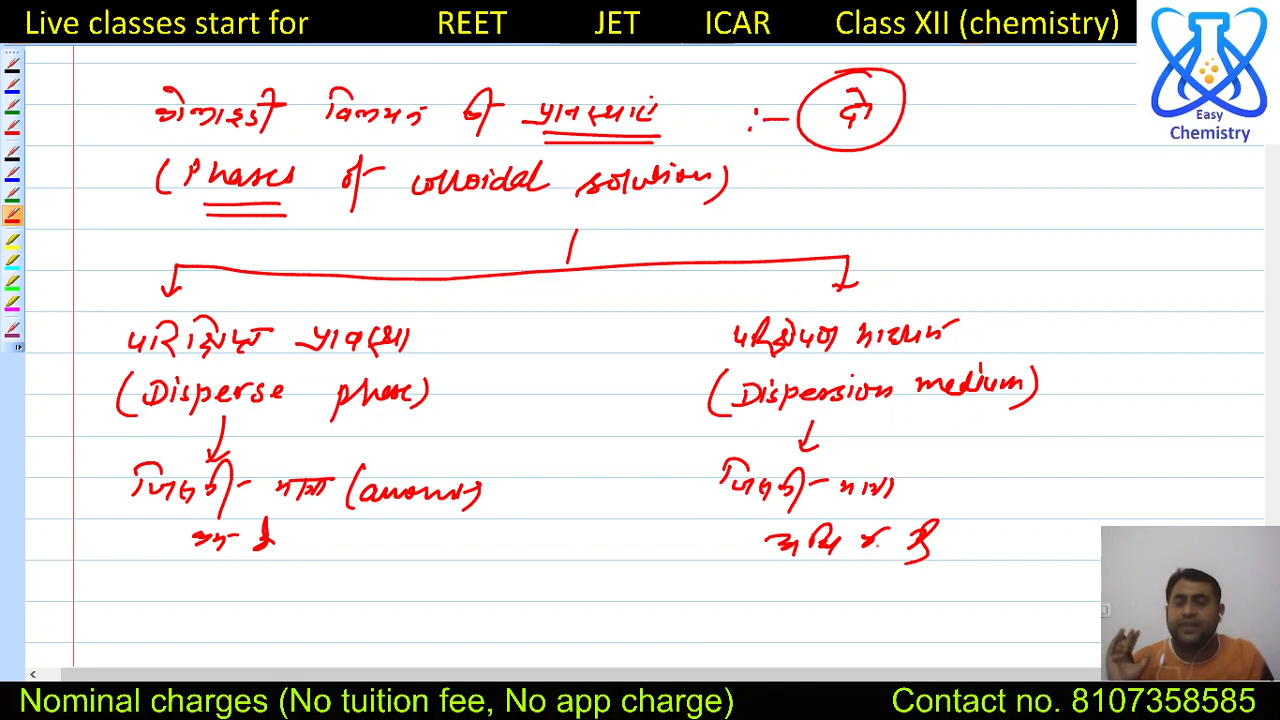 Live classes start for REET JET ICAR Class XII (chemistry)
Easy
Chemistry
कोलाइडी विलयन की प्रावस्थाएं :- दो
(Phases of colloidal solution)
परिक्षिप्त प्रावस्था परिक्षेपण माध्यम
(Disperse phase) (Dispersion medium)
जिसकी मात्रा (amount) जिसकी मात्रा
कम है अधिक है
Nominal charges (No tuition fee, No app charge) Contact no. 8107358585